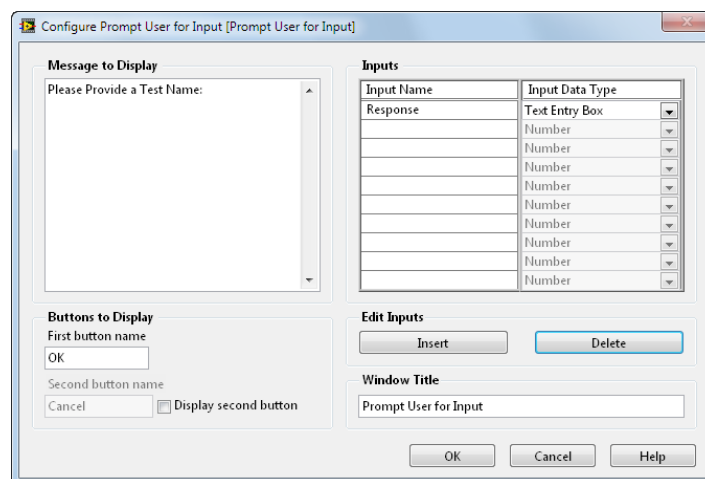 Configure Prompt User for Input [Prompt User for Input]
Message to Display
Please Provide a Test Name:
Inputs
Input Name Input Data Type
Response Text Entry Box
Number
Number
Number
Number
Number
Number
Number
Number
Number
Buttons to Display
First button name
OK
Second button name
Cancel Display second button
Edit Inputs
Insert Delete
Window Title
Prompt User for Input
OK Cancel Help